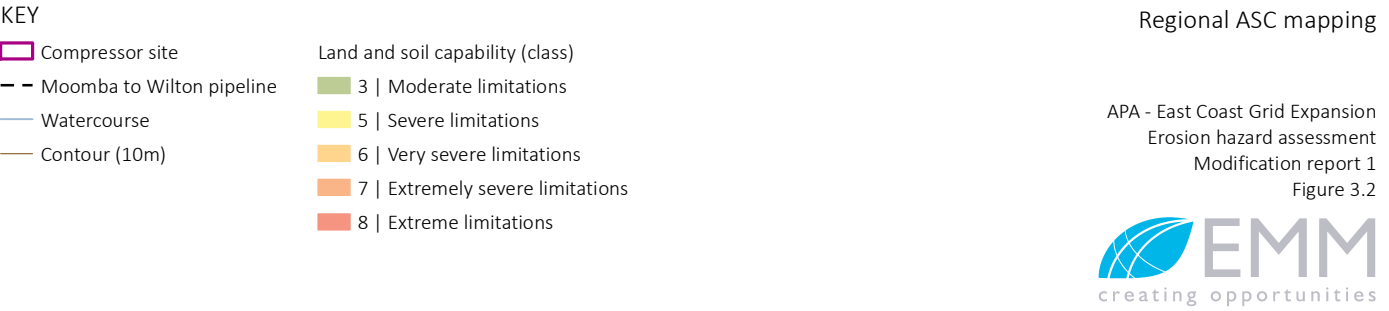 KEY
Compressor site
Moomba to Wilton pipeline
Watercourse
Contour (10m)
Land and soil capability (class)
3 | Moderate limitations
5 | Severe limitations
6 | Very severe limitations
7 | Extremely severe limitations
8 | Extreme limitations
Regional ASC mapping
APA - East Coast Grid Expansion
Erosion hazard assessment
Modification report 1
Figure 3.2
EMM
creating opportunities